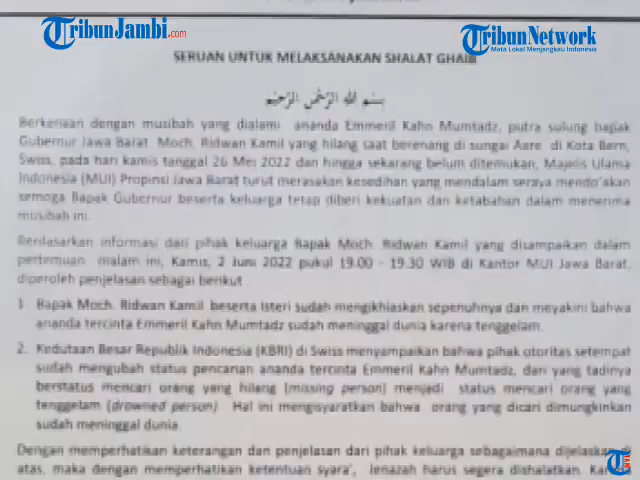 TribunJambi.com
TribunNetwork
Mata Lokal Menjangkau Indonesia
SERUAN UNTUK MELAKSANAKAN SHALAT GHAIB
بسم الله الرحمن الرحيم
Berkenaan dengan musibah yang dialami ananda Emmeril Kahn Mumtadz, putra sulung bapak
Gubernur Jawa Barat Moch. Ridwan Kamil yang hilang saat berenang di sungai Aare di Kota Bern,
Swiss, pada hari kamis tanggal 26 Mei 2022 dan hingga sekarang belum ditemukan, Majelis Ulama
Indonesia (MUI) Propinsi Jawa Barat turut merasakan kesedihan yang mendalam seraya mendo'akan
semoga Bapak Gubernur beserta keluarga tetap diberi kekuatan dan ketabahan dalam menerima
musibah ini.
Berdasarkan informasi dari pihak keluarga Bapak Moch. Ridwan Kamil yang disampaikan dalam
pertemuan malam ini, Kamis, 2 Juni 2022 pukul 19.00 - 19.30 WIB di Kantor MUI Jawa Barat,
diperoleh penjelasan sebagai berikut
1. Bapak Moch. Ridwan Kamil beserta isteri sudah mengikhlaskan sepenuhnya dan meyakini bahwa
ananda tercinta Emmeril Kahn Mumtadz sudah meninggal dunia karena tenggelam.
2. Kedutaan Besar Republik Indonesia (KBRI) di Swiss menyampaikan bahwa pihak otoritas setempat
sudah mengubah status pencarian ananda tercinta Emmeril Kahn Mumtadz, dari yang tadinya
berstatus mencari orang yang hilang (missing person) menjadi status mencari orang yang
tenggelam (drowned person) Hal ini mengisyaratkan bahwa orang yang dicari dimungkinkan
sudah meninggal dunia
Dengan memperhatikan keterangan dan penjelasan dari pihak keluarga sebagaimana dijelaskan di
atas, maka dengan memperhatikan ketentuan syara', Jenazah harus segera dishalatkan.